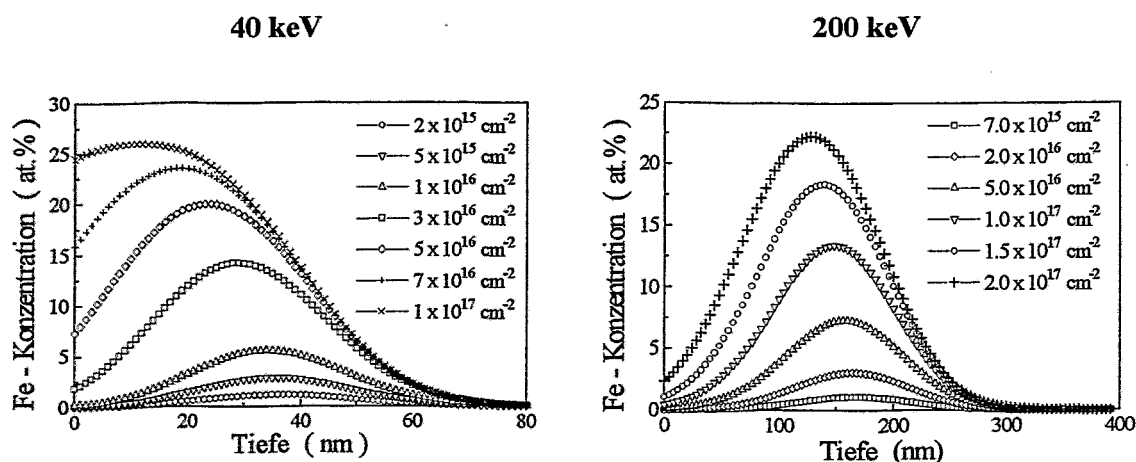 40 keV
200 keV
Fe - Konzentration ( at.% )
30
25
20
15
10
5
0
0
20
40
60
80
Tiefe ( nm )
2 x 10^15 cm^-2
5 x 10^15 cm^-2
1 x 10^16 cm^-2
3 x 10^16 cm^-2
5 x 10^16 cm^-2
7 x 10^16 cm^-2
1 x 10^17 cm^-2
Fe - Konzentration ( at.% )
25
20
15
10
5
0
0
100
200
300
400
Tiefe (nm)
7.0 x 10^15 cm^-2
2.0 x 10^16 cm^-2
5.0 x 10^16 cm^-2
1.0 x 10^17 cm^-2
1.5 x 10^17 cm^-2
2.0 x 10^17 cm^-2